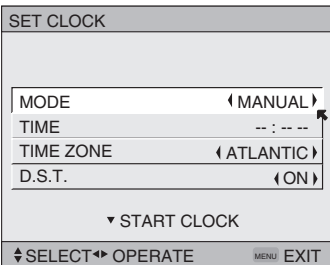 SET CLOCK
MODE ◀MANUAL▶
TIME -- : -- --
TIME ZONE ◀ATLANTIC▶
D.S.T. ◀ON▶
▼ START CLOCK
▲▼SELECT◀▶ OPERATE MENU EXIT